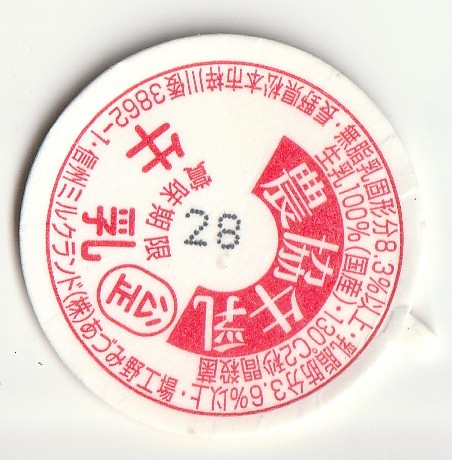 農協牛乳
牛乳
賞味期限
28
公正
生乳100%(国産)・130℃2秒間殺菌
無脂乳固形分8.3%以上・乳脂肪分3.6%以上・
長野県松本市梓川倭3862-1・信州ミルクランド(株)あづみ野工場・